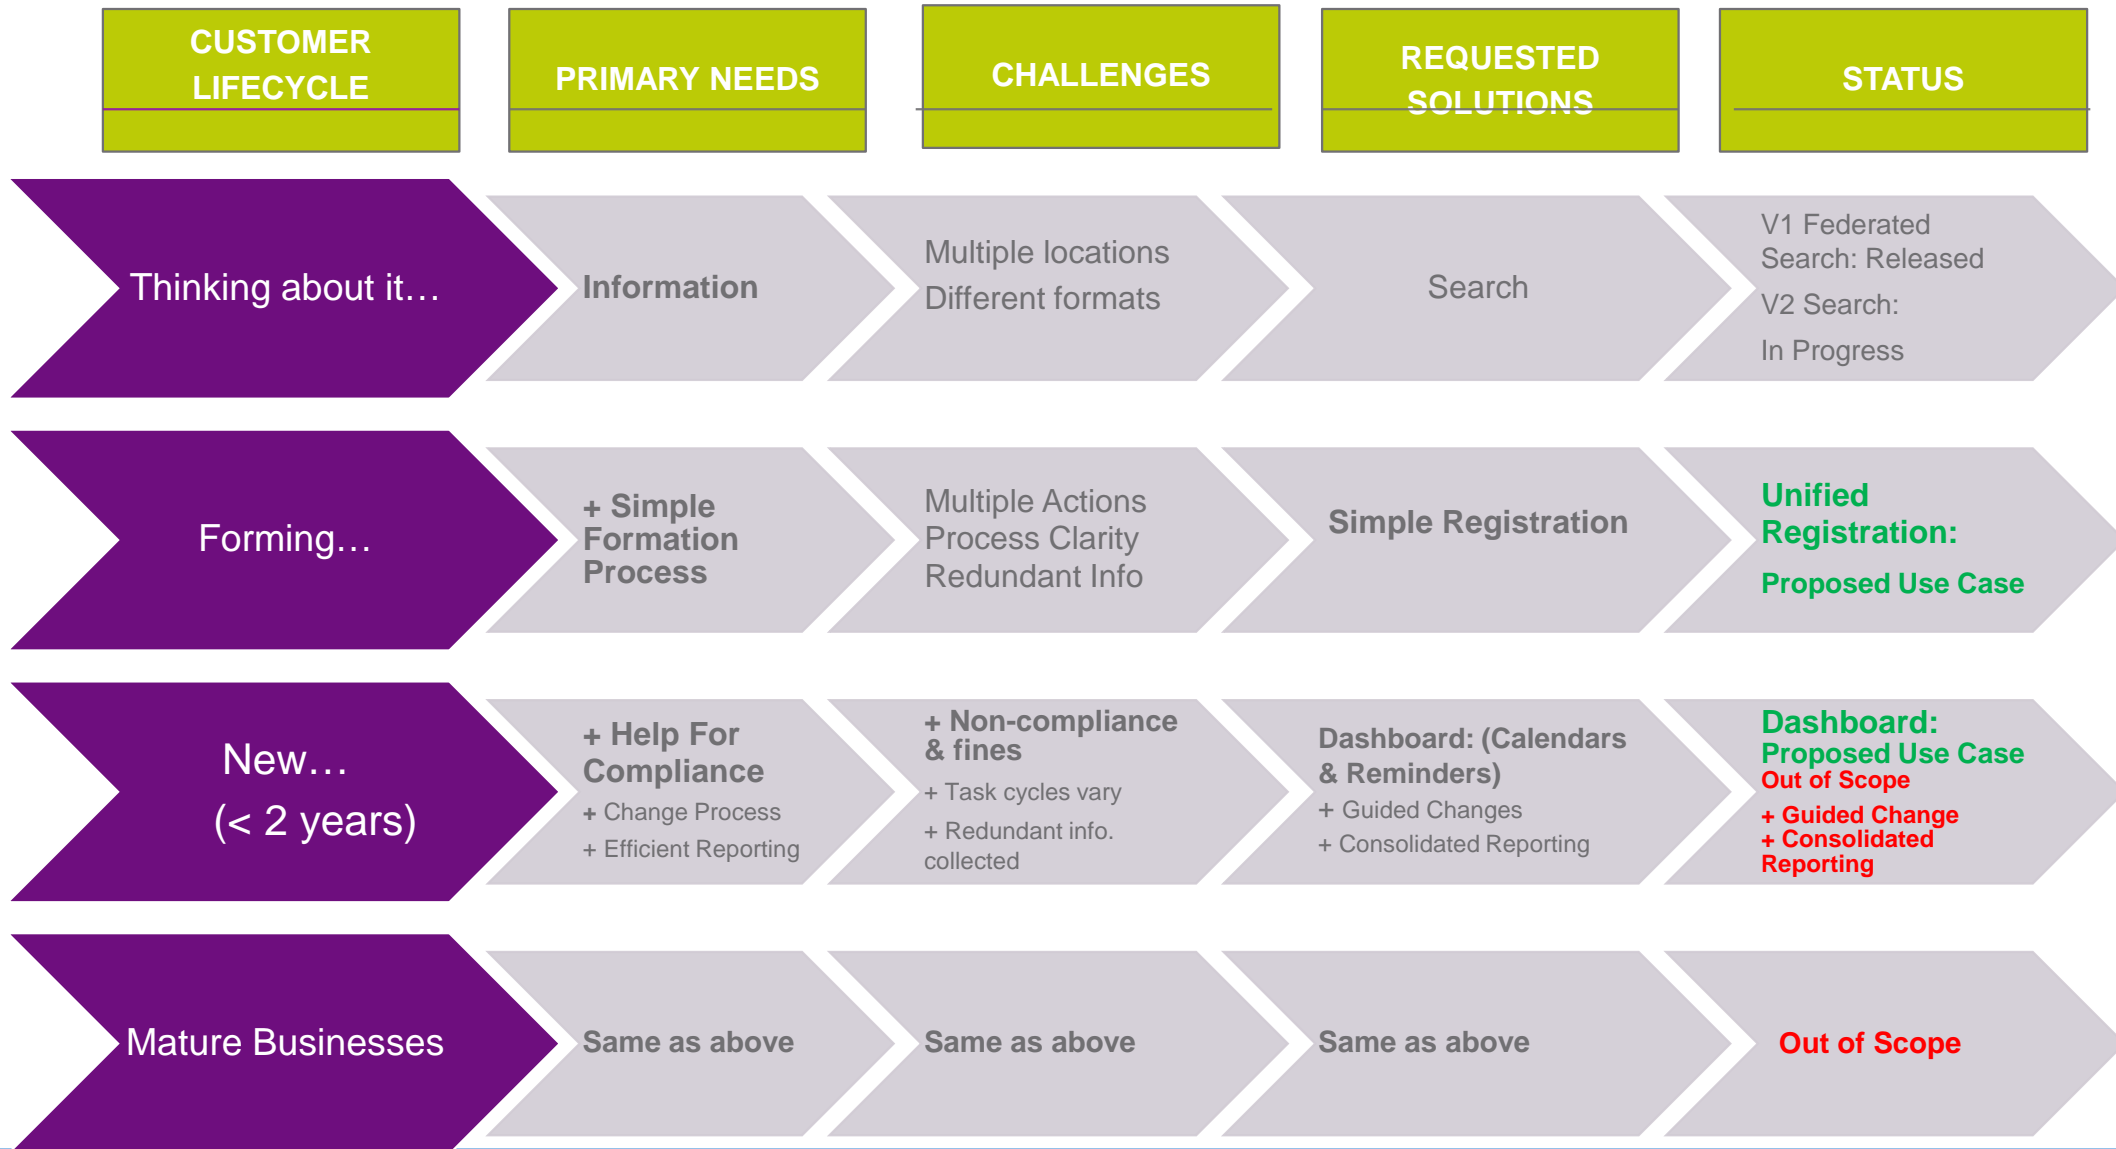 CUSTOMER
LIFECYCLE
PRIMARY NEEDS
CHALLENGES
REQUESTED
SOLUTIONS
STATUS
Thinking about it…
Information
Multiple locations
Different formats
Search
V1 Federated
Search: Released
V2 Search:
In Progress
Forming…
+ Simple
Formation
Process
Multiple Actions
Process Clarity
Redundant Info
Simple Registration
Unified
Registration:
Proposed Use Case
New…
(< 2 years)
+ Help For
Compliance
+ Change Process
+ Efficient Reporting
+ Non-compliance
& fines
+ Task cycles vary
+ Redundant info.
collected
Dashboard: (Calendars
& Reminders)
+ Guided Changes
+ Consolidated Reporting
Dashboard:
Proposed Use Case
Out of Scope
+ Guided Change
+ Consolidated
Reporting
Mature Businesses
Same as above
Same as above
Same as above
Out of Scope